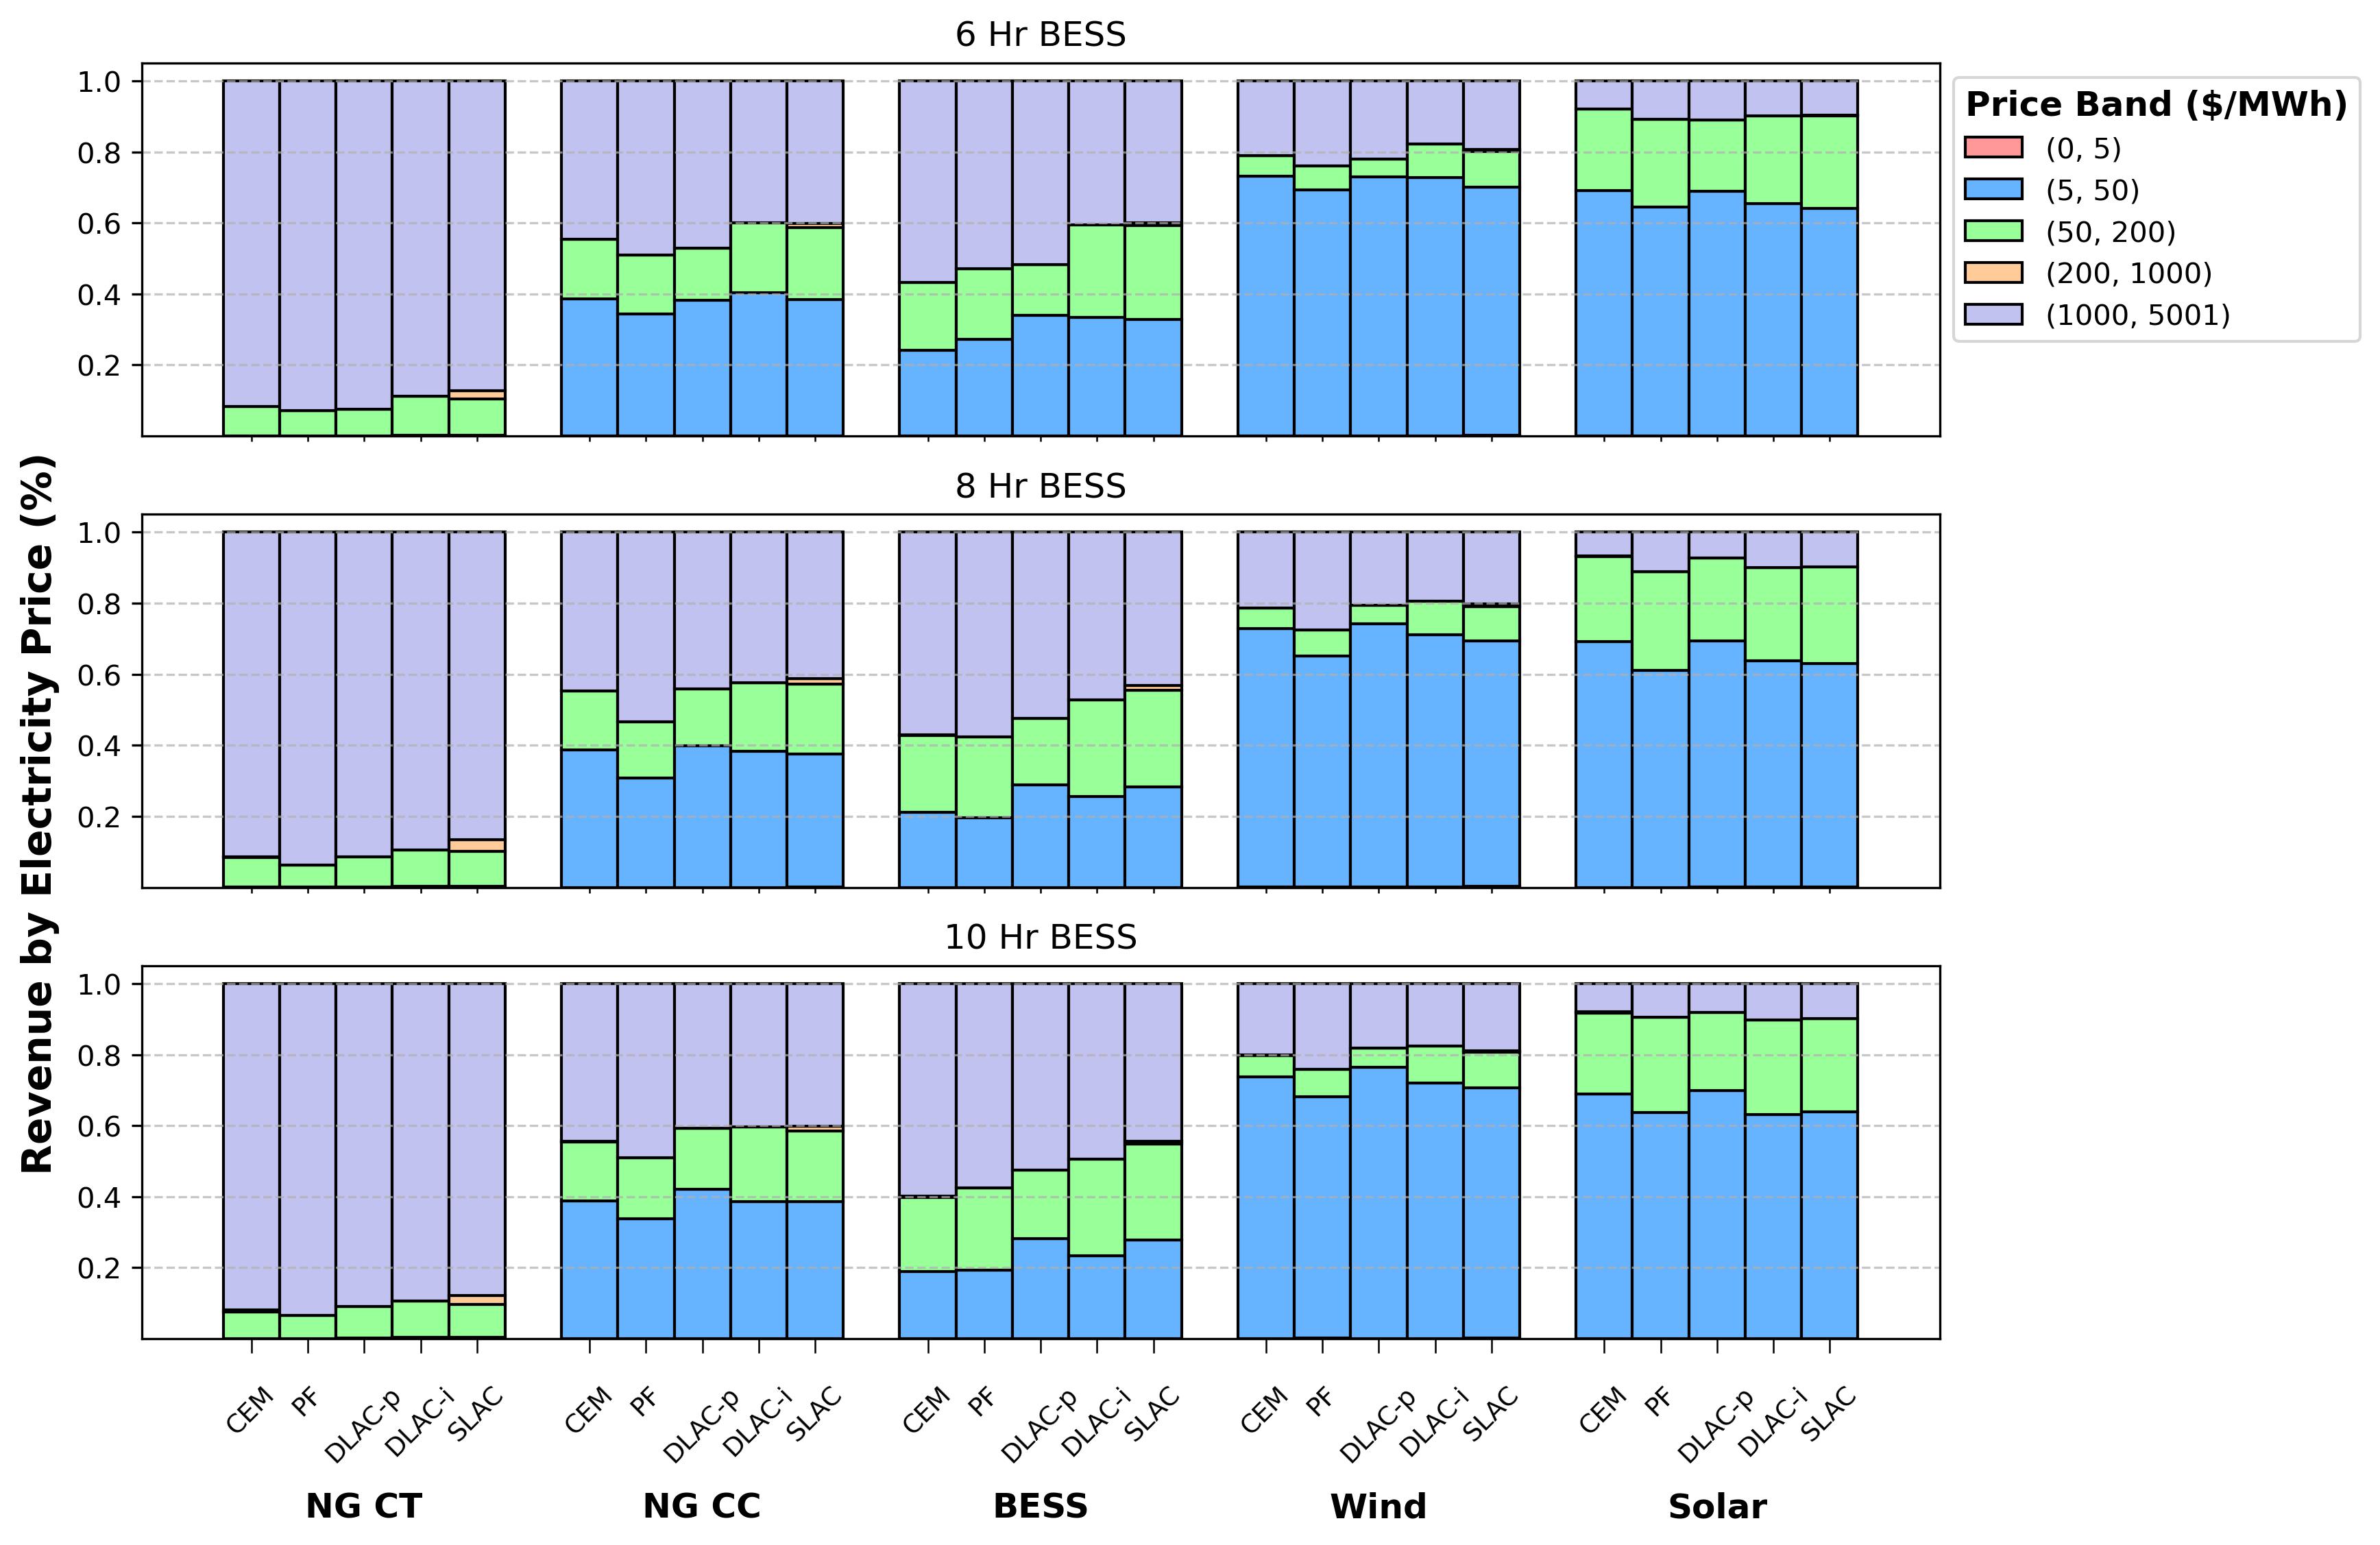 6 Hr BESS
1.0
0.8
0.6
0.4
0.2
Price Band ($/MWh)
(0, 5)
(5, 50)
(50, 200)
(200, 1000)
(1000, 5001)
Revenue by Electricity Price (%)
8 Hr BESS
1.0
0.8
0.6
0.4
0.2
10 Hr BESS
1.0
0.8
0.6
0.4
0.2
CEM PF DLAC-p DLAC-i SLAC CEM PF DLAC-p DLAC-i SLAC CEM PF DLAC-p DLAC-i SLAC CEM PF DLAC-p DLAC-i SLAC CEM PF DLAC-p DLAC-i SLAC
NG CT NG CC BESS Wind Solar